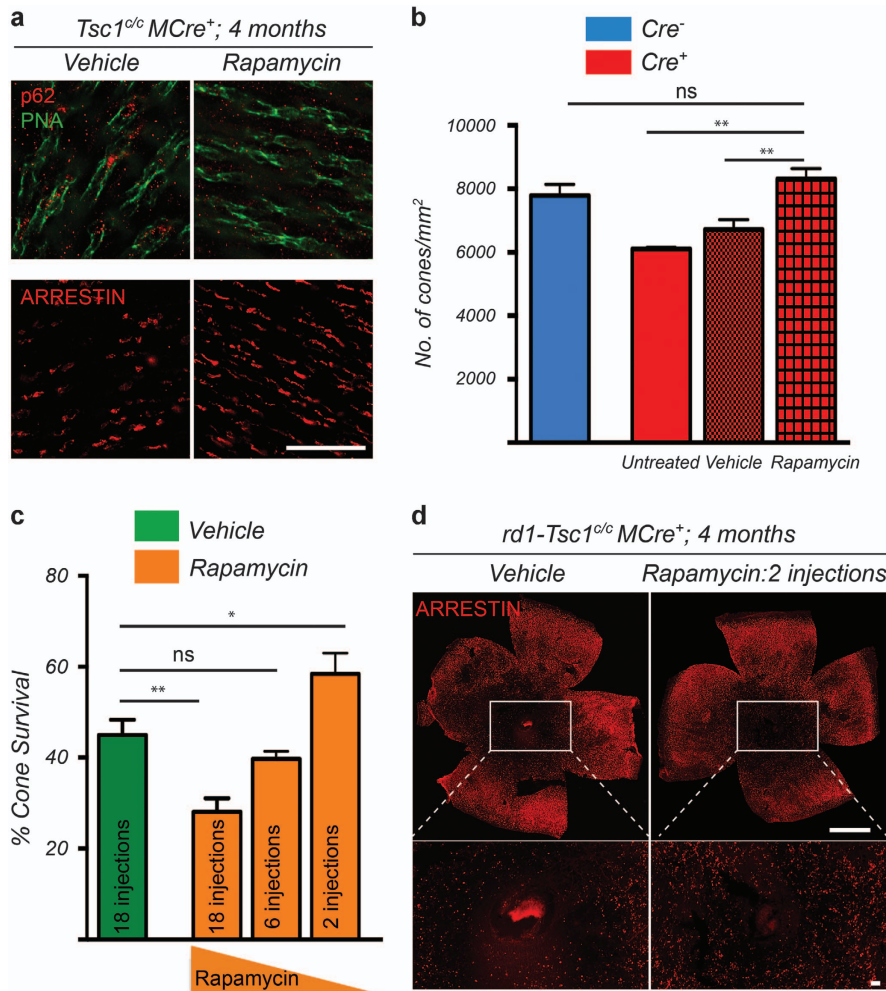 a
Tsc1c/c MCre+; 4 months
Vehicle Rapamycin
p62
PNA
ARRESTIN
b
Cre-
Cre+
ns
**
**
No. of cones/mm2
10000
8000
6000
4000
2000
Untreated Vehicle Rapamycin
c
Vehicle
Rapamycin
% Cone Survival
80
60
40
20
*
ns
**
18 injections
18 injections
6 injections
2 injections
Rapamycin
d
rd1-Tsc1c/c MCre+; 4 months
Vehicle Rapamycin:2 injections
ARRESTIN